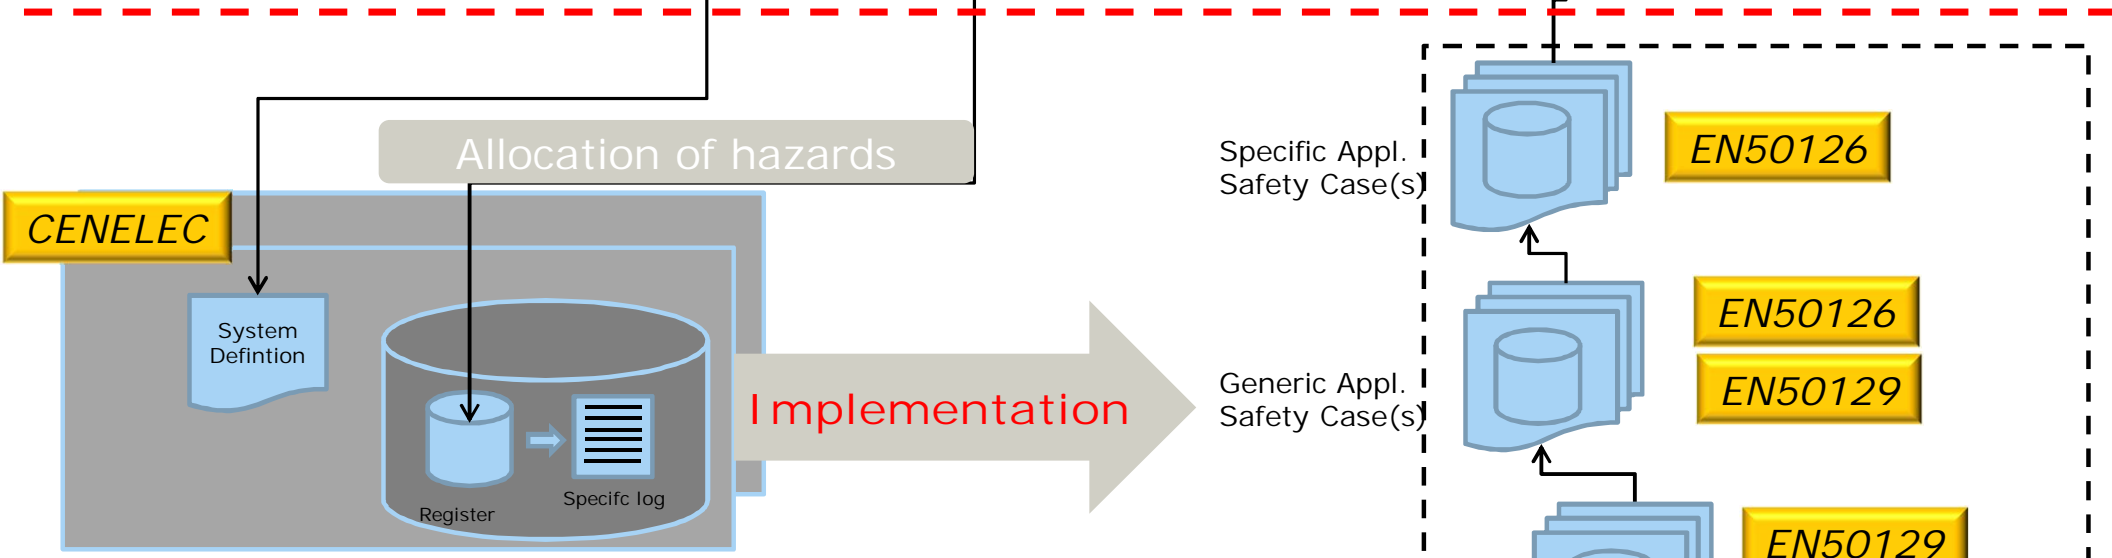 Allocation of hazards
Specific Appl.
Safety Case(s)
EN50126
CENELEC
System
Defintion
EN50126
Implementation
Generic Appl.
Safety Case(s)
EN50129
Specifc log
Register
EN50129